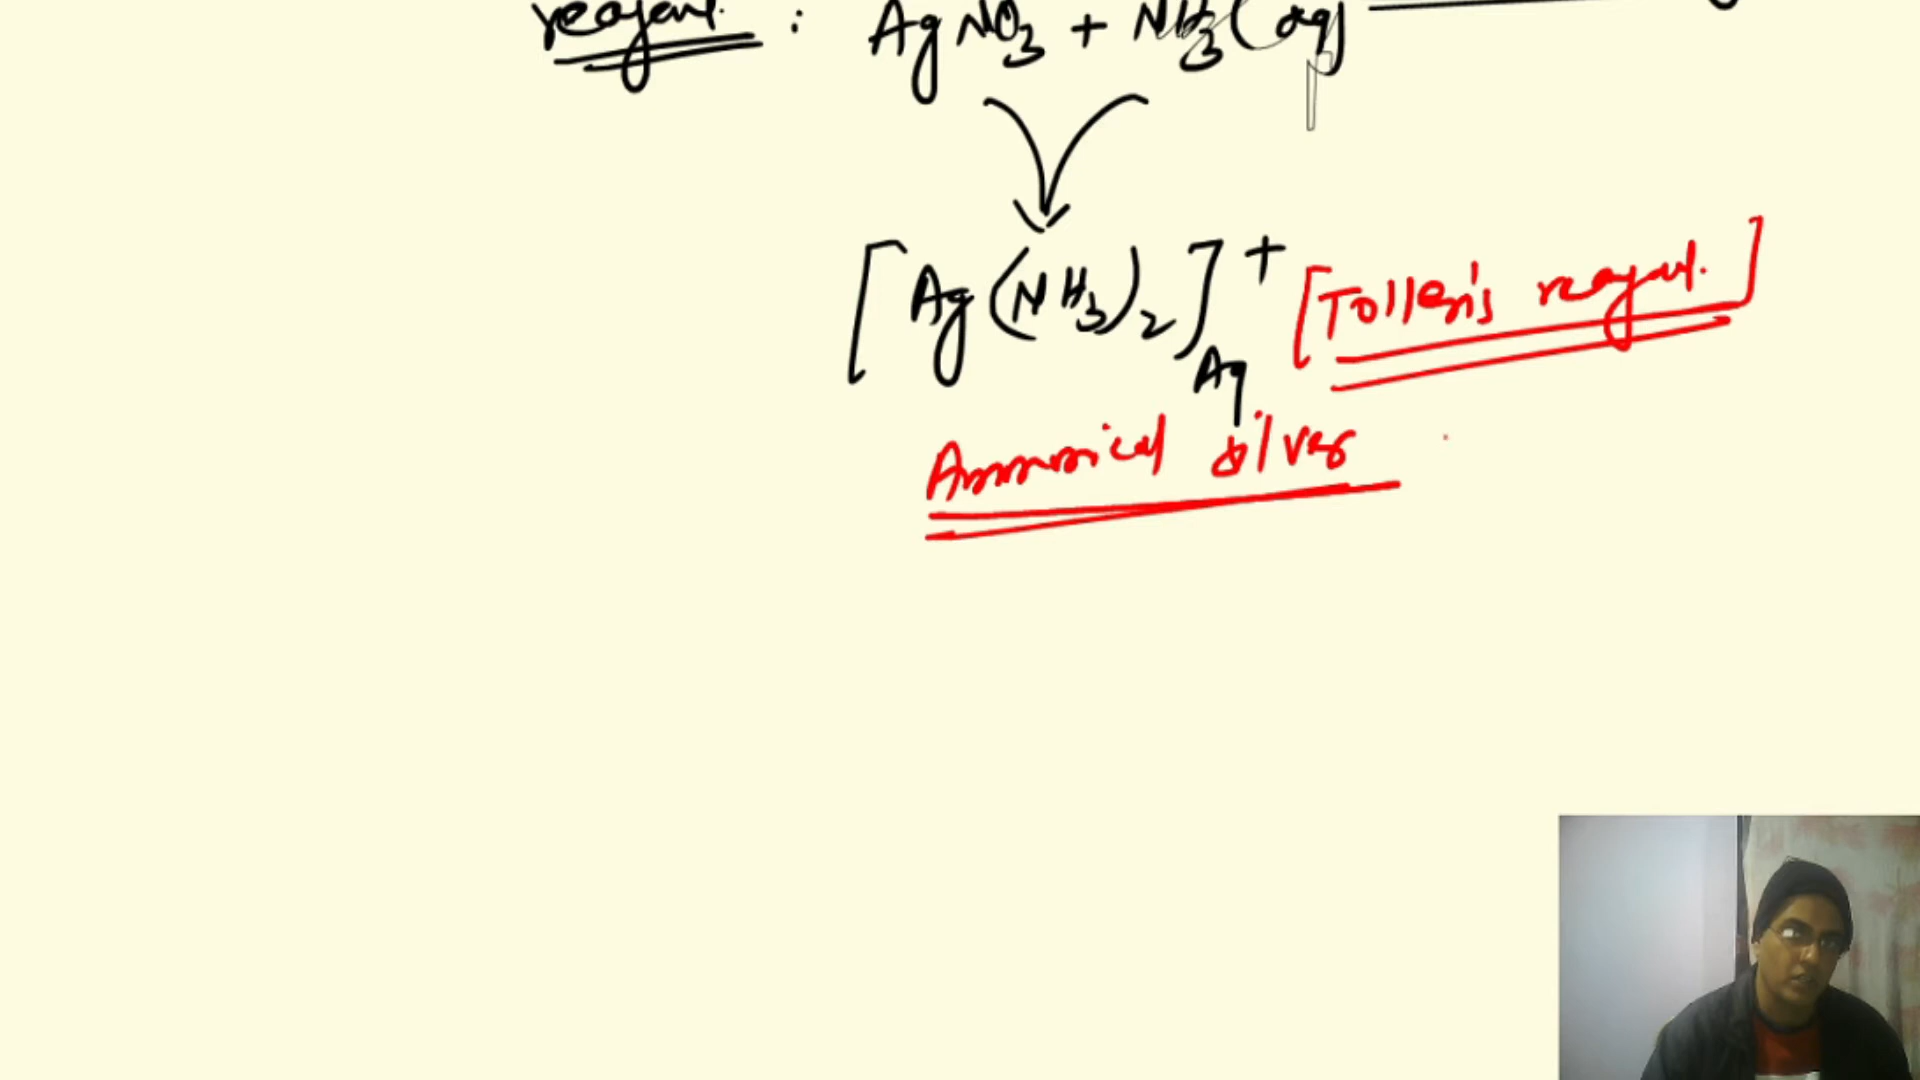 reagent. : AgNO3 + NH3(aq)
[Ag(NH3)2]+ Aq [Tollen's reagent.]
Ammonical silver